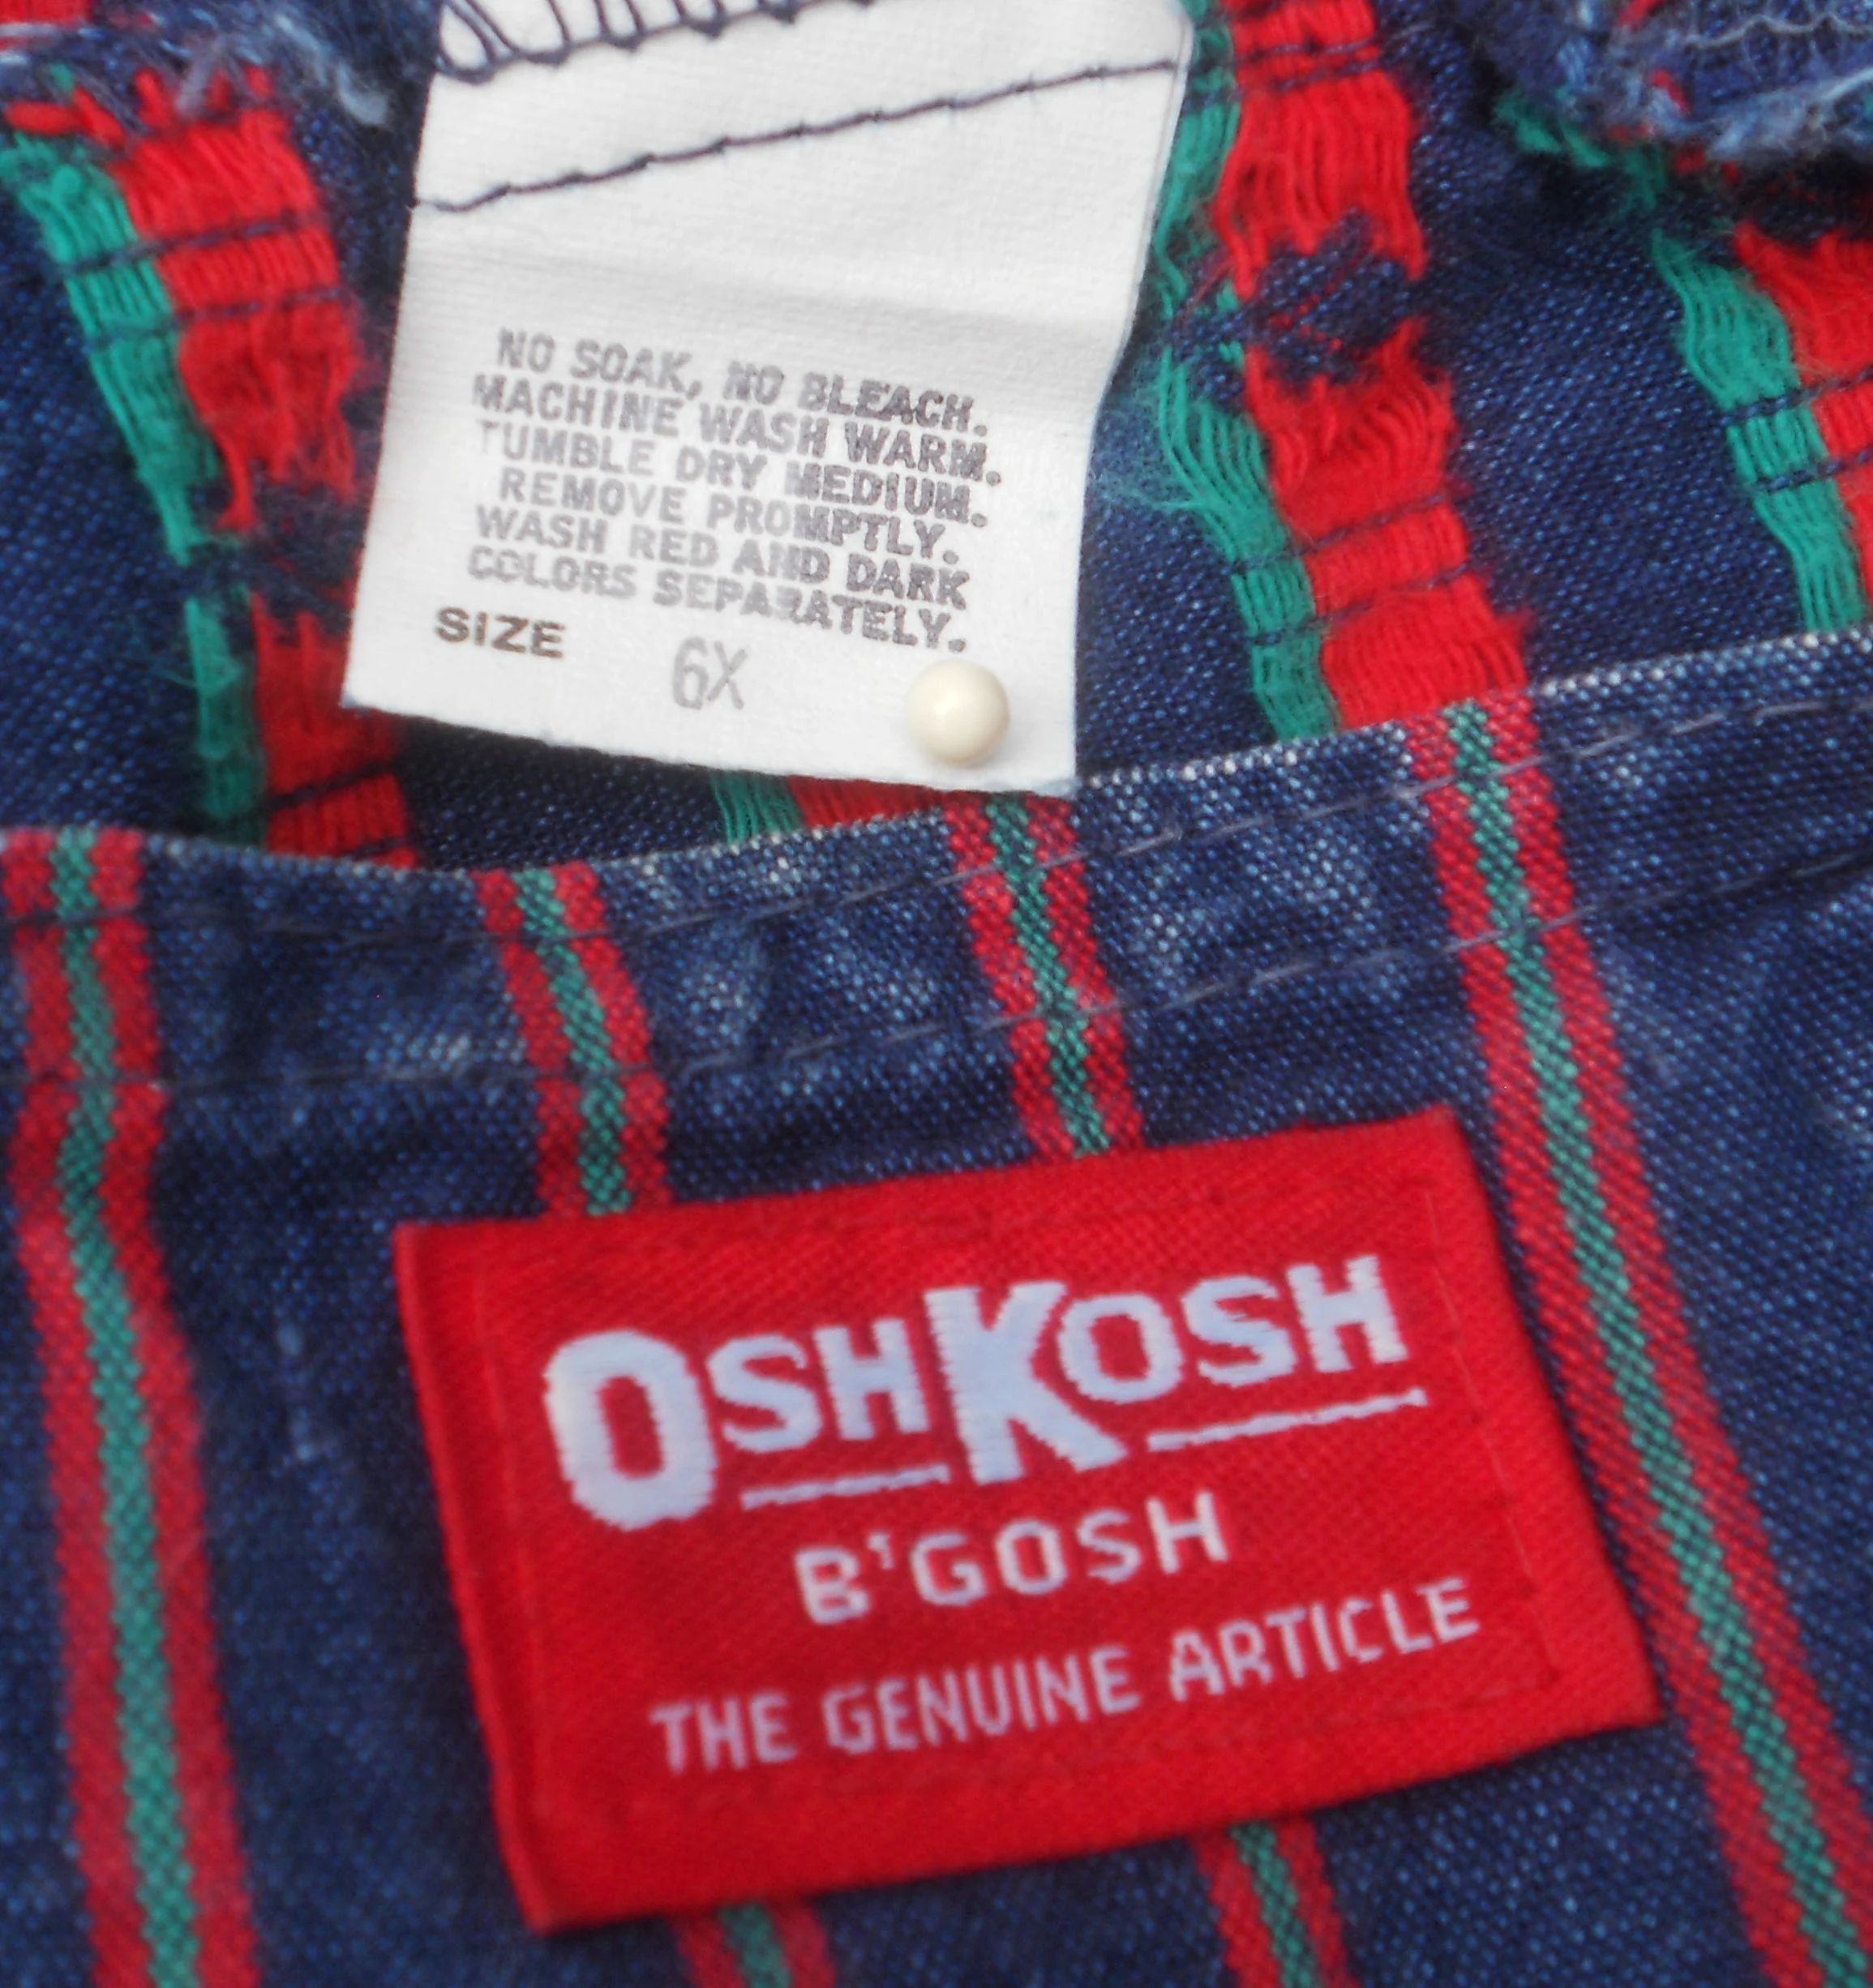 NO SOAK, NO BLEACH.
MACHINE WASH WARM.
TUMBLE DRY MEDIUM.
REMOVE PROMPTLY.
WASH RED AND DARK
COLORS SEPARATELY.
SIZE 6X
OSHKOSH
B'GOSH
THE GENUINE ARTICLE